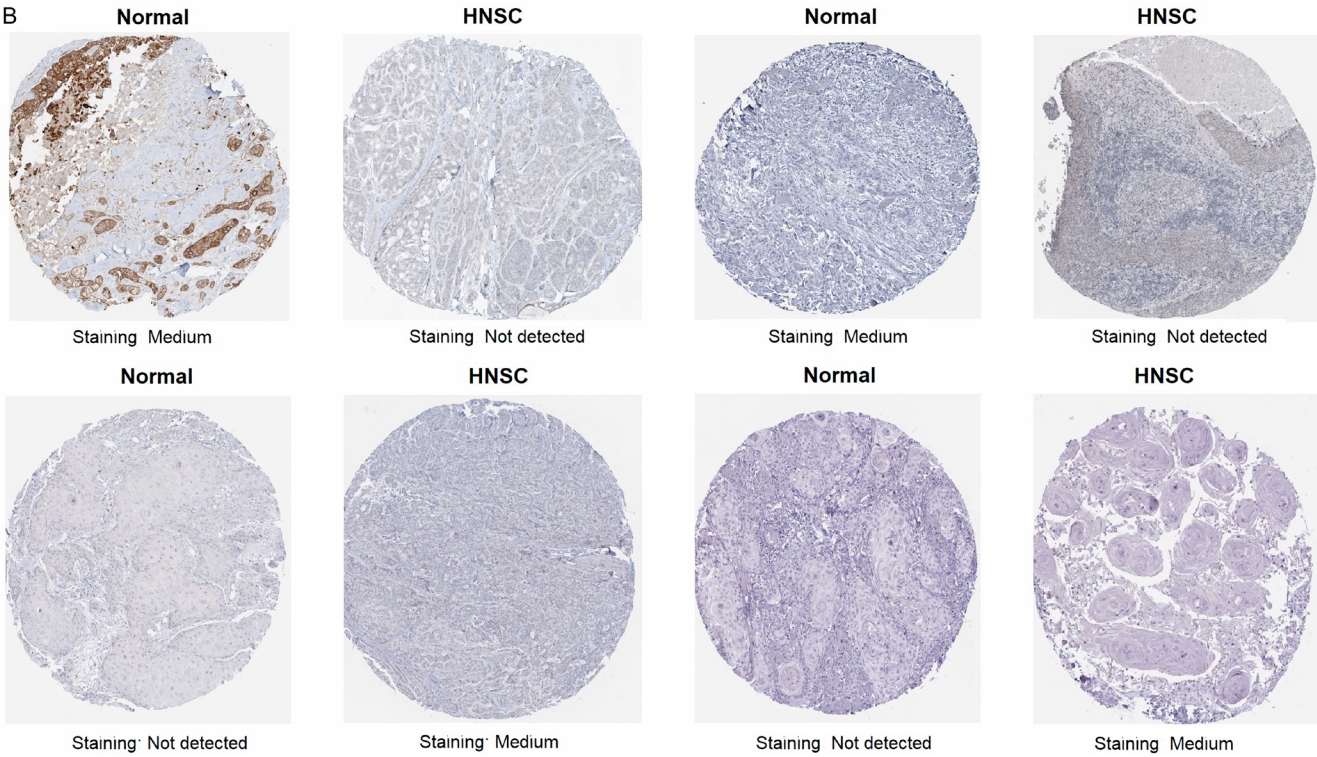 B
Normal HNSC Normal HNSC
Staining Medium Staining Not detected Staining Medium Staining Not detected
Normal HNSC Normal HNSC
Staining· Not detected Staining· Medium Staining Not detected Staining Medium